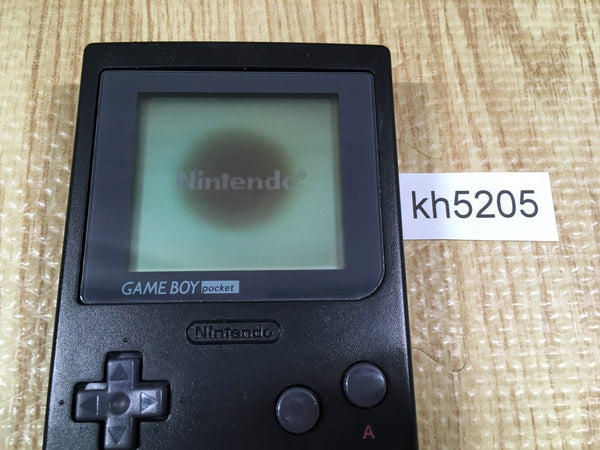 Nintendo®
kh5205
GAME BOY pocket
Nintendo
A